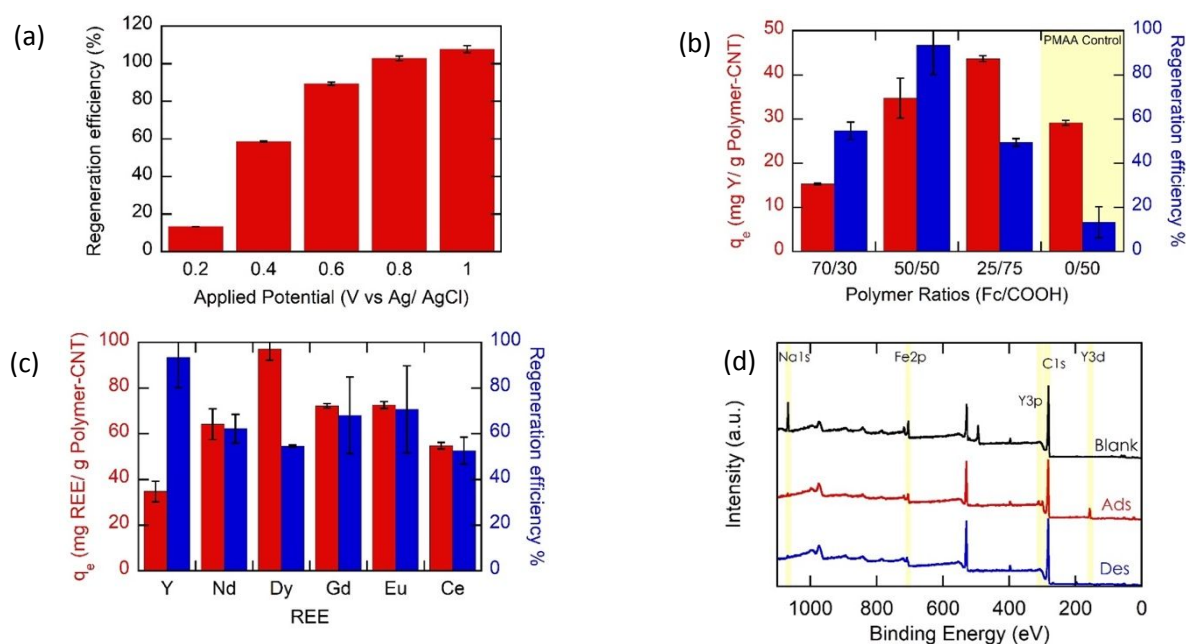 (a)
Regeneration efficiency (%)
120
100
80
60
40
20
0
0.2 0.4 0.6 0.8 1
Applied Potential (V vs Ag/ AgCl)
(b)
qe (mg Y/ g Polymer-CNT)
50
40
30
20
10
0
PMAA Control
100
80
60
40
20
0
Regeneration efficiency %
70/30 50/50 25/75 0/50
Polymer Ratios (Fc/COOH)
(c)
qe (mg REE/ g Polymer-CNT)
100
80
60
40
20
0
100
80
60
40
20
0
Regeneration efficiency %
Y Nd Dy Gd Eu Ce
REE
(d)
Intensity (a.u.)
Na1s Fe2p C1s Y3d
Y3p
Blank
Ads
Des
1000 800 600 400 200 0
Binding Energy (eV)